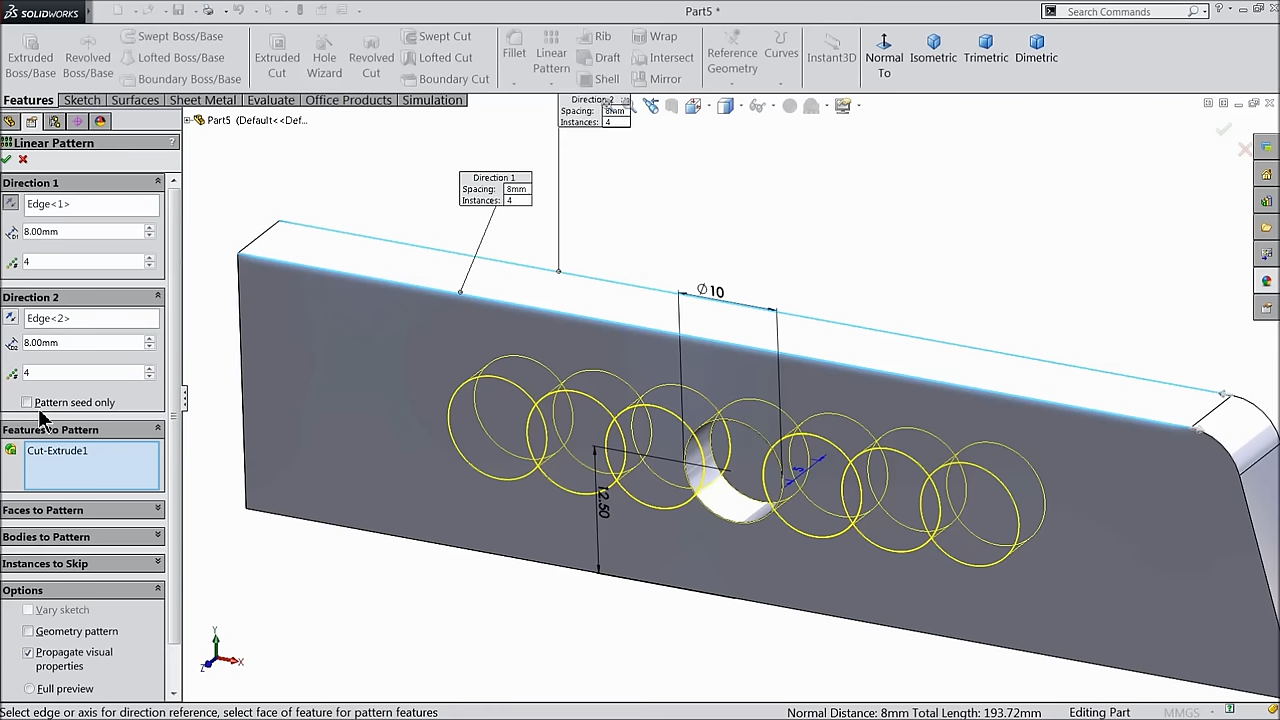 SOLIDWORKS
Part5 *
Search Commands
Extruded Boss/Base
Revolved Boss/Base
Swept Boss/Base
Lofted Boss/Base
Boundary Boss/Base
Extruded Cut
Hole Wizard
Revolved Cut
Swept Cut
Lofted Cut
Boundary Cut
Fillet
Linear Pattern
Rib
Draft
Shell
Wrap
Intersect
Mirror
Reference Geometry
Curves
Instant3D
Normal To
Isometric
Trimetric
Dimetric
Features
Sketch
Surfaces
Sheet Metal
Evaluate
Office Products
Simulation
Part5 (Default<<Def...
Linear Pattern
?
Direction 1
Edge<1>
8.00mm
4
Direction 2
Edge<2>
8.00mm
4
Pattern seed only
Features to Pattern
Cut-Extrude1
Faces to Pattern
Bodies to Pattern
Instances to Skip
Options
Vary sketch
Geometry pattern
Propagate visual
properties
Full preview
Direction 2
Spacing: 8mm
Instances: 4
Direction 1
Spacing: 8mm
Instances: 4
∅10
12.50
Y
X
Z
Select edge or axis for direction reference, select face of feature for pattern features
Normal Distance: 8mm Total Length: 193.72mm
Editing Part
MMGS